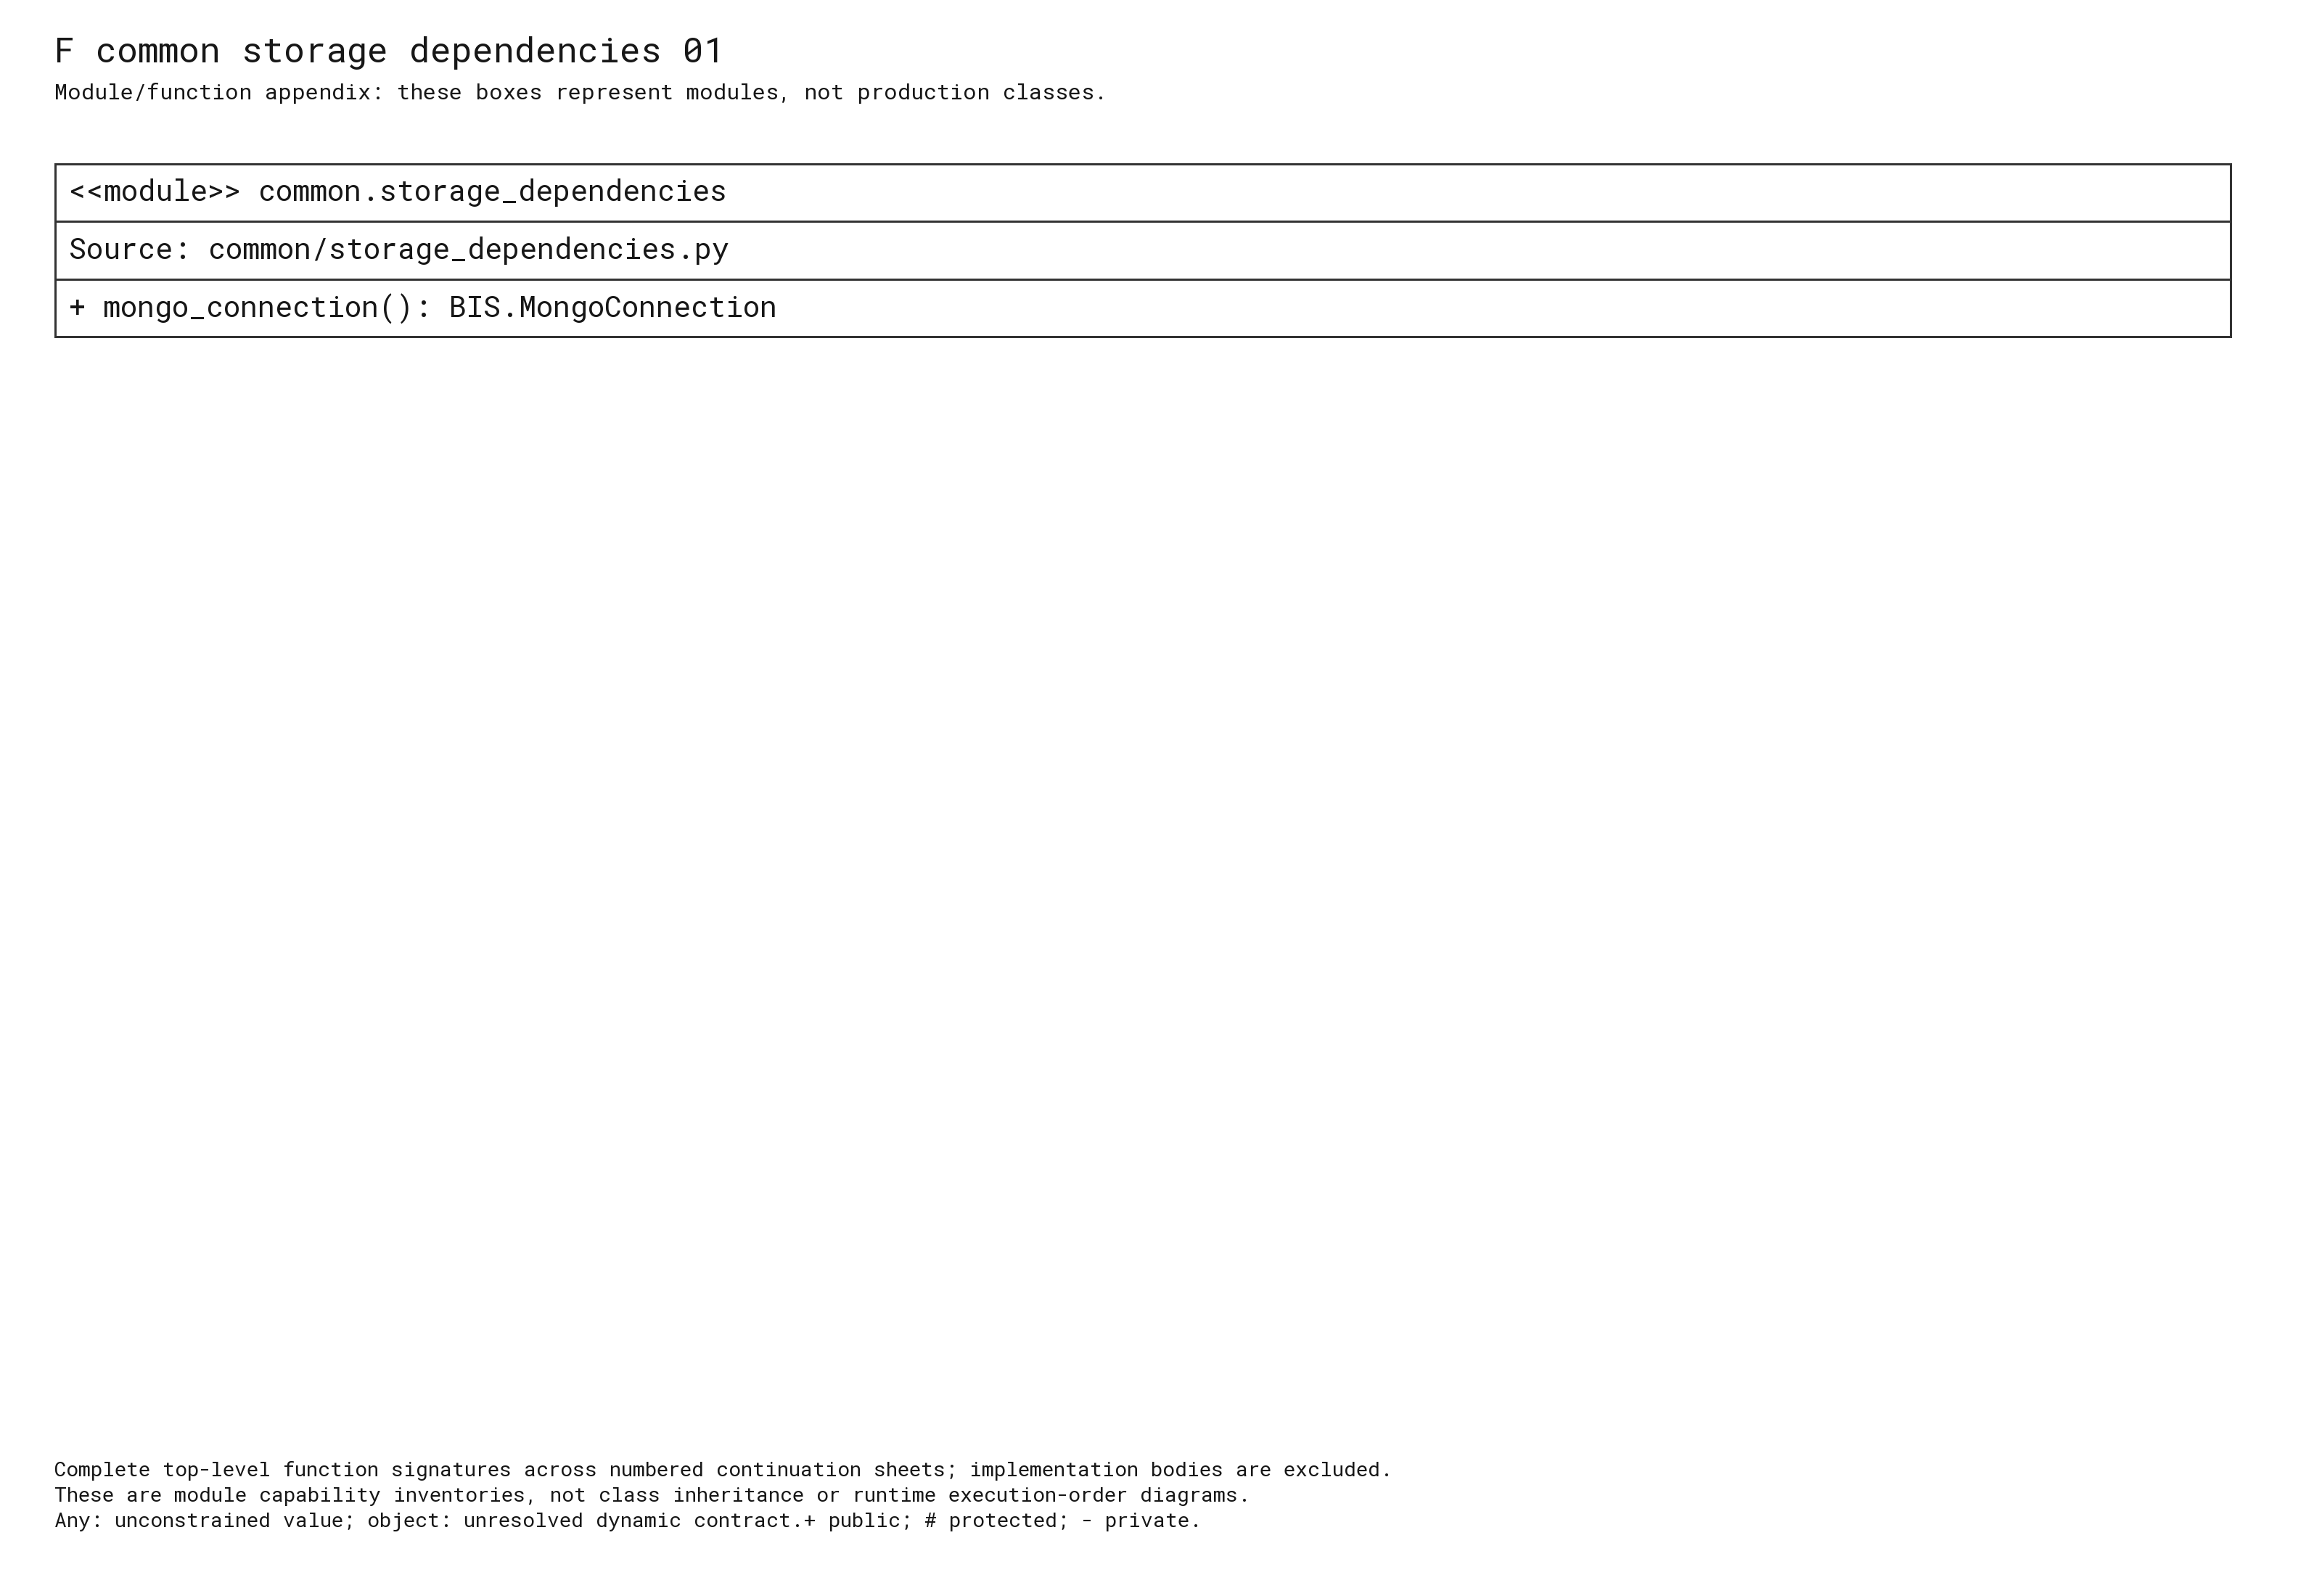 F common storage dependencies 01
Module/function appendix: these boxes represent modules, not production classes.
<<module>> common.storage_dependencies
Source: common/storage_dependencies.py
+ mongo_connection(): BIS.MongoConnection
Complete top-level function signatures across numbered continuation sheets; implementation bodies are excluded.
These are module capability inventories, not class inheritance or runtime execution-order diagrams.
Any: unconstrained value; object: unresolved dynamic contract.+ public; # protected; - private.